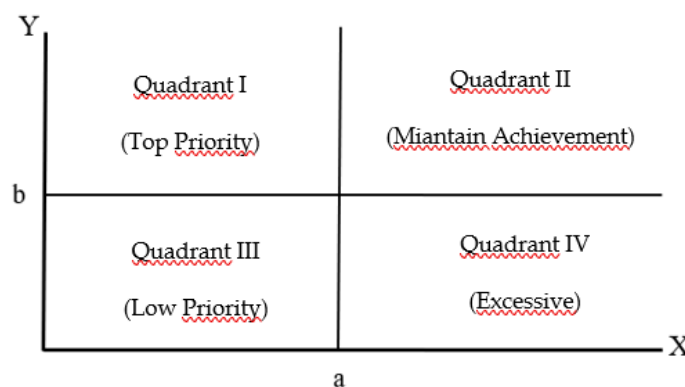 Y
Quadrant I
(Top Priority)
Quadrant II
(Miantain Achievement)
b
Quadrant III
(Low Priority)
Quadrant IV
(Excessive)
X
a